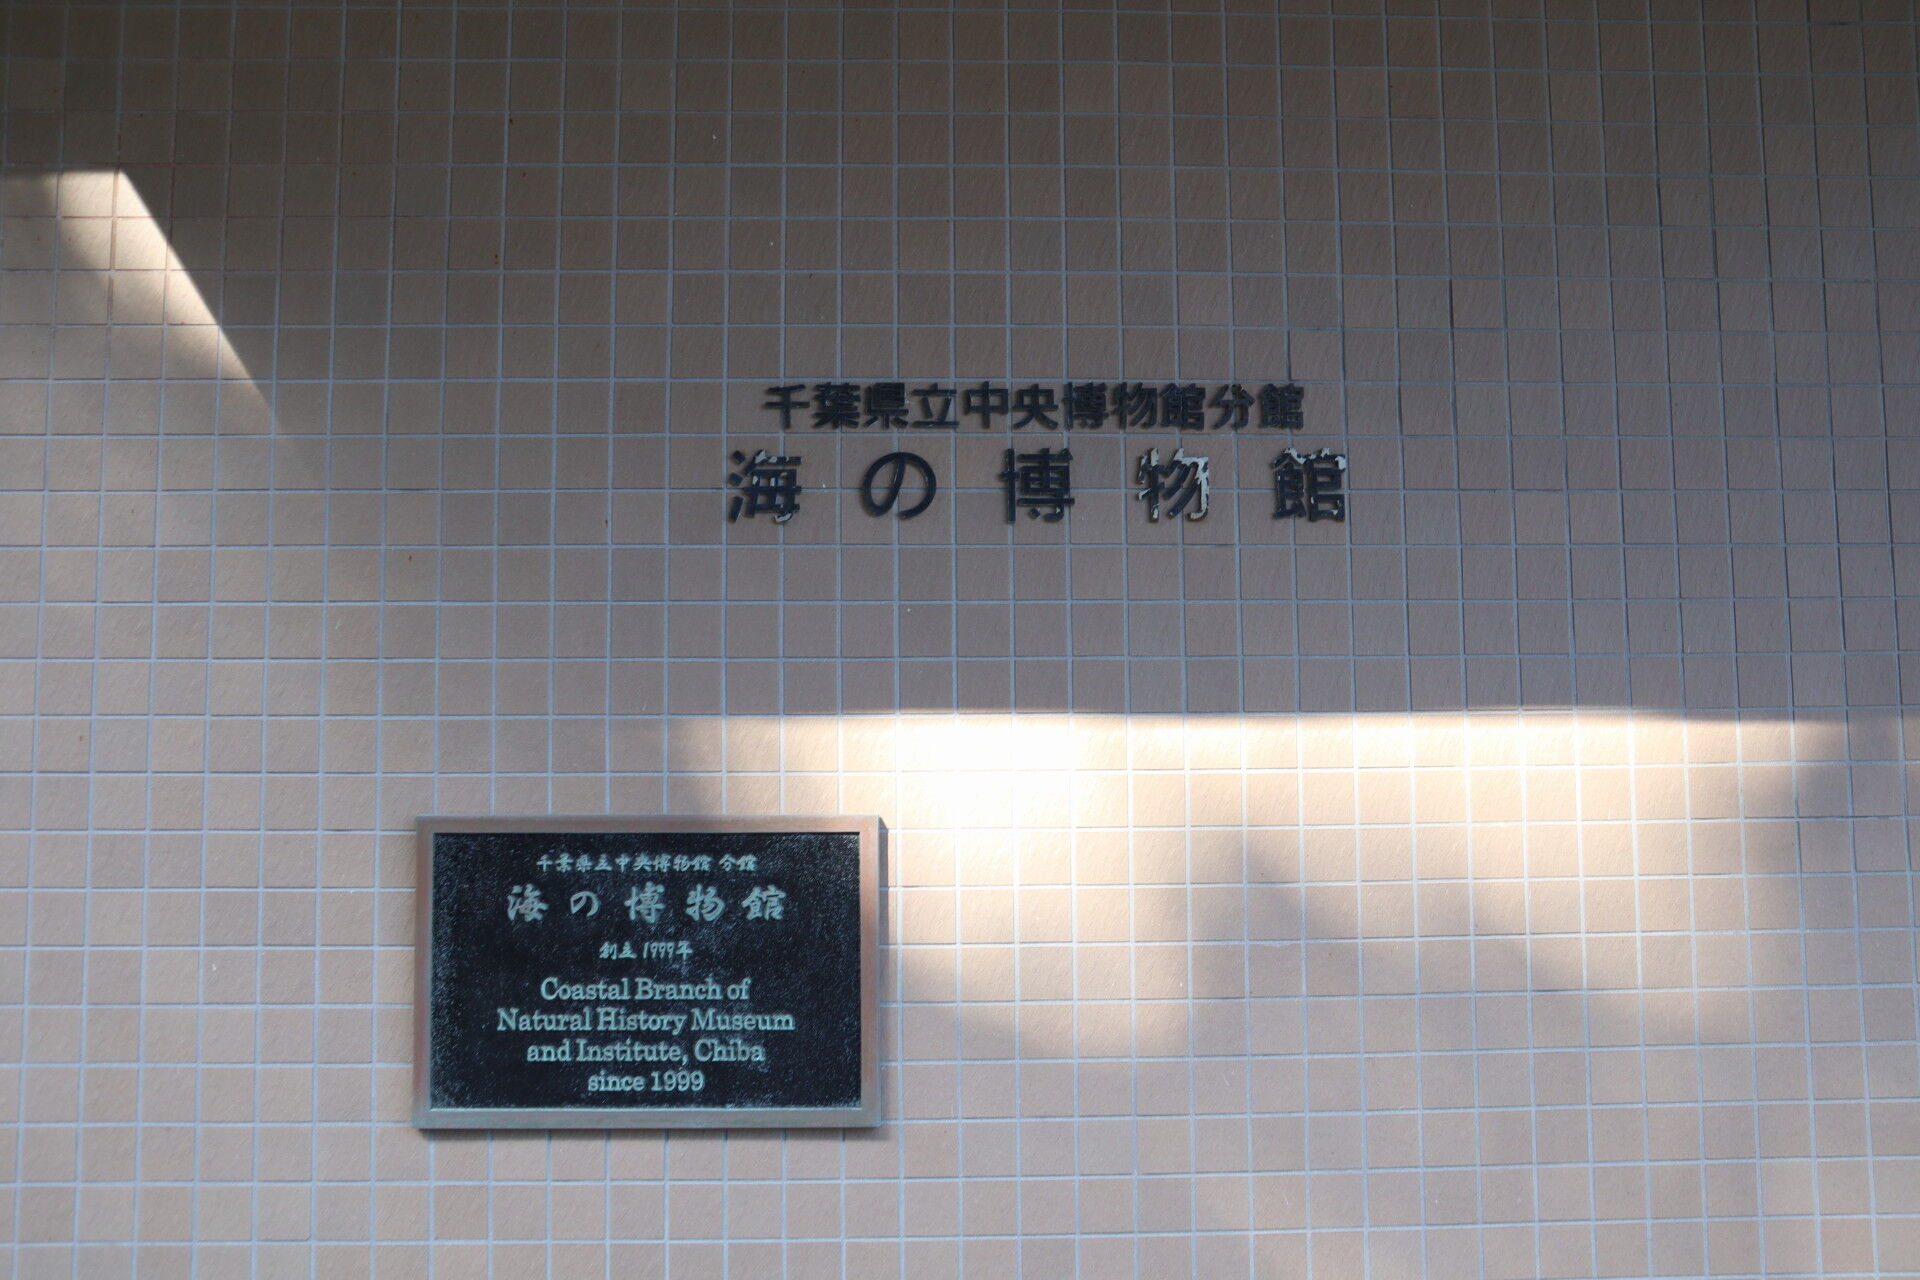 千葉県立中央博物館分館
海の博物館
千葉県立中央博物館 分館
海の博物館
創立1999年
Coastal Branch of
Natural History Museum
and Institute, Chiba
since 1999